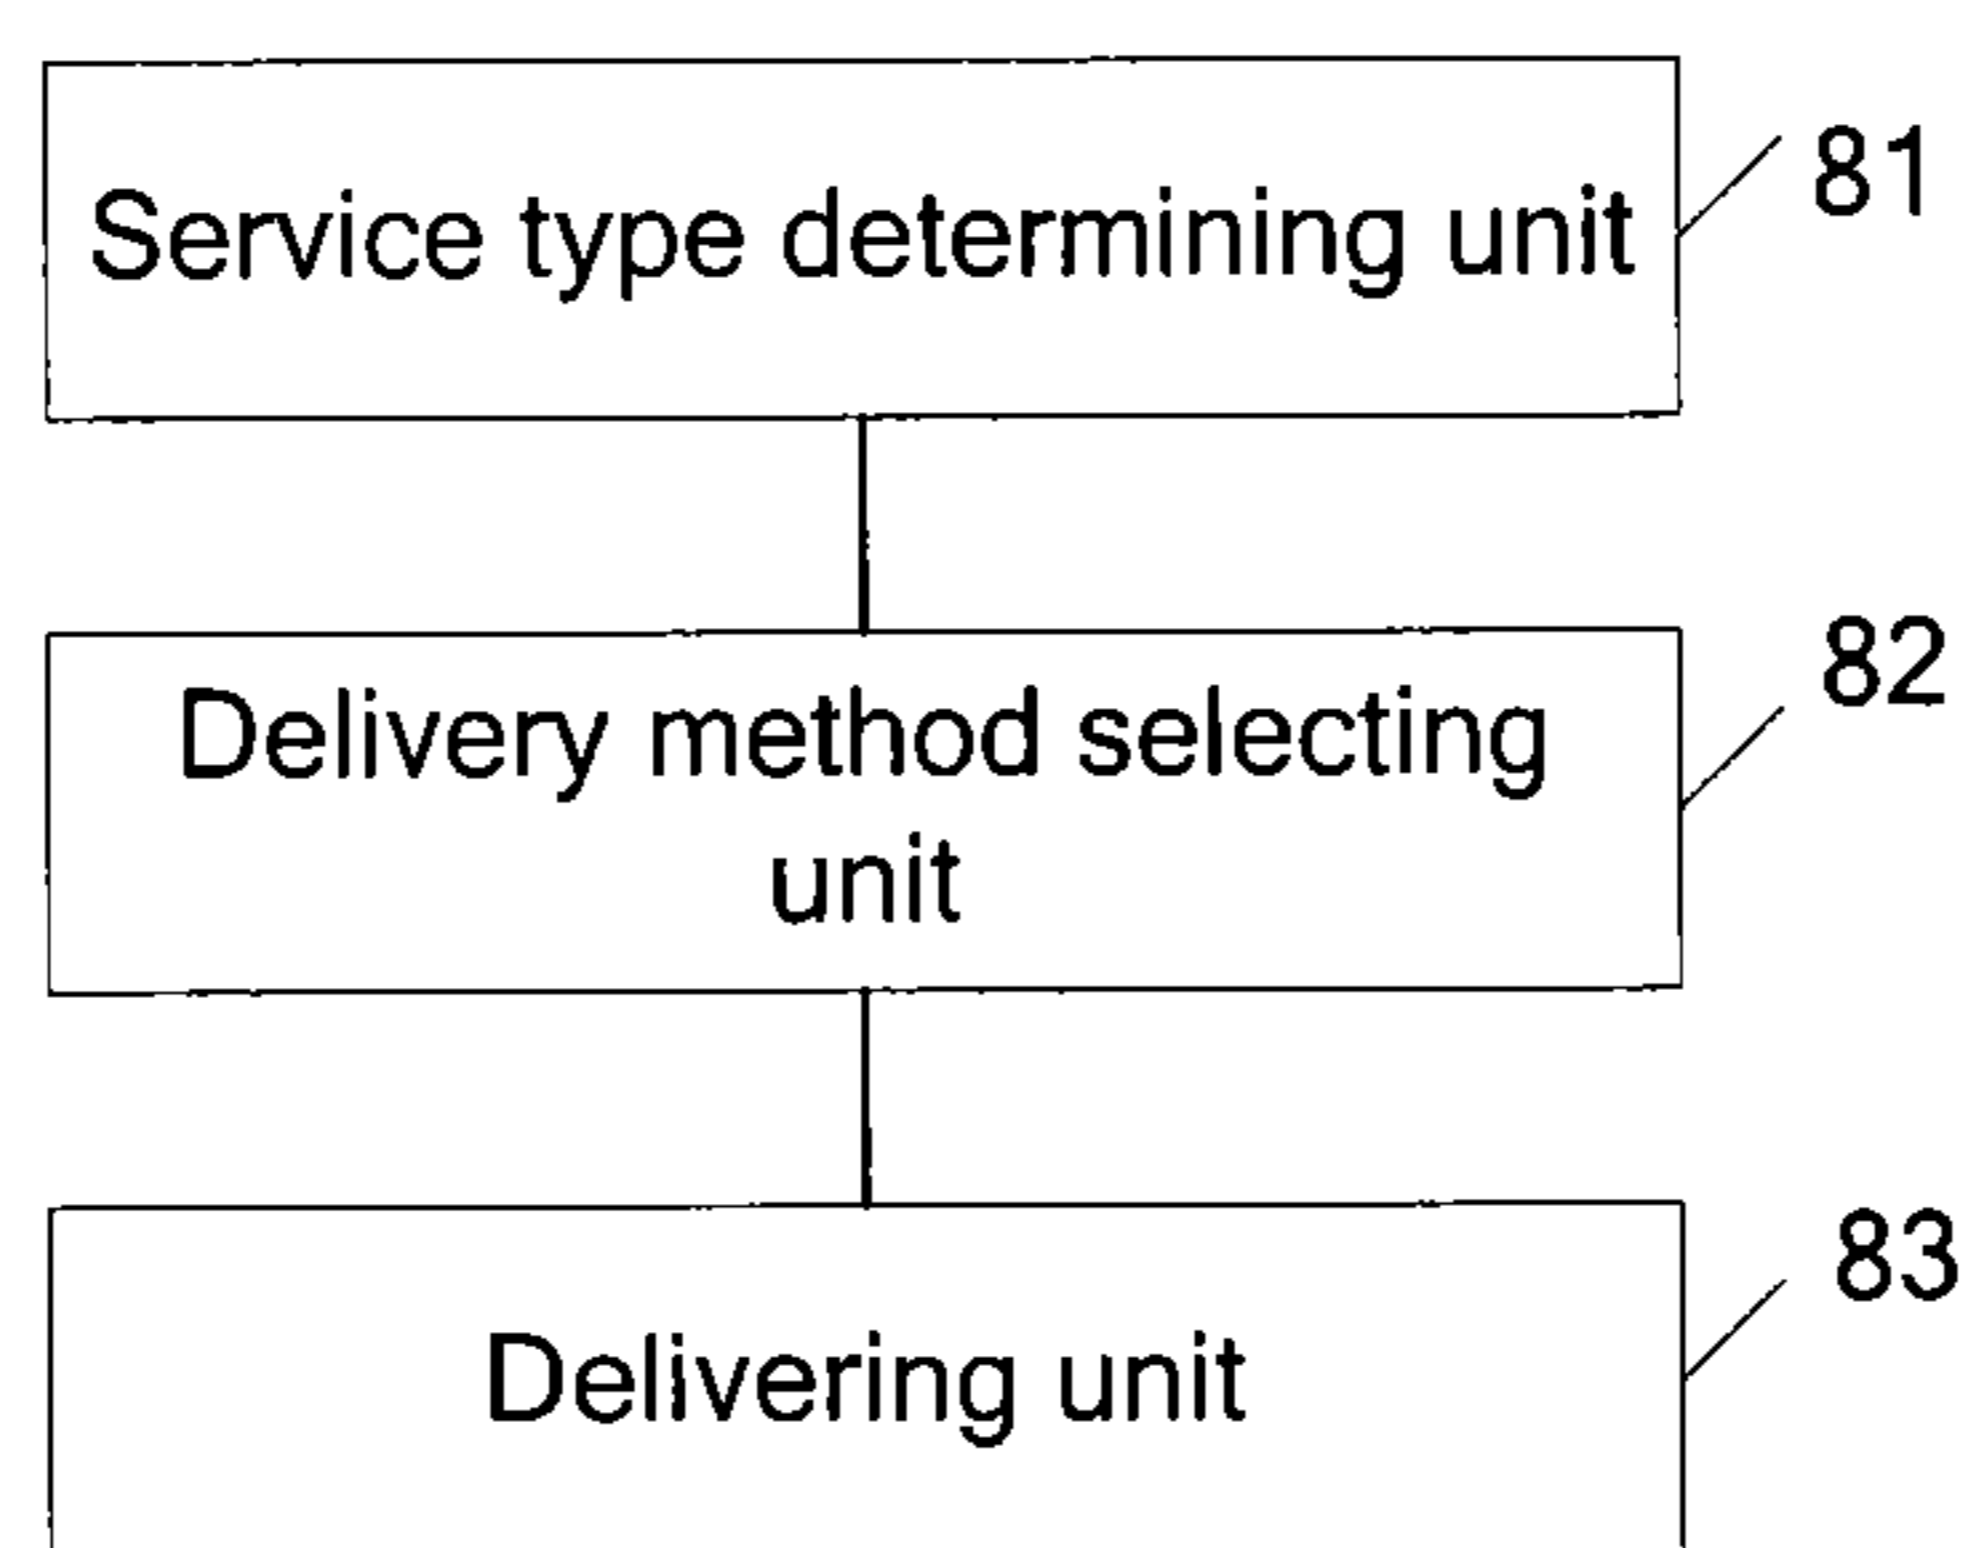 Service type determining unit
81
Delivery method selecting
unit
82
Delivering unit
83